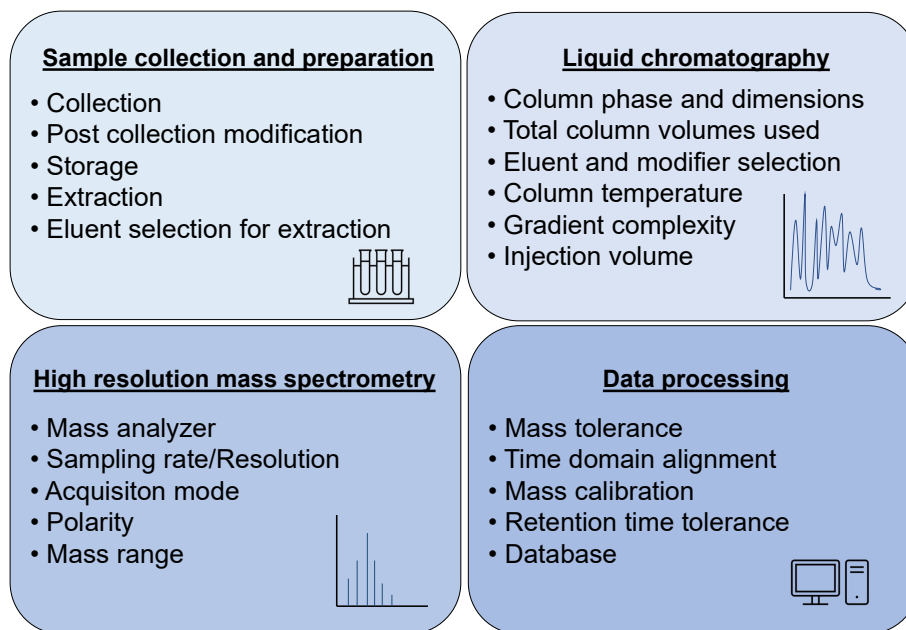 Sample collection and preparation
• Collection
• Post collection modification
• Storage
• Extraction
• Eluent selection for extraction
Liquid chromatography
• Column phase and dimensions
• Total column volumes used
• Eluent and modifier selection
• Column temperature
• Gradient complexity
• Injection volume
High resolution mass spectrometry
• Mass analyzer
• Sampling rate/Resolution
• Acquisiton mode
• Polarity
• Mass range
Data processing
• Mass tolerance
• Time domain alignment
• Mass calibration
• Retention time tolerance
• Database